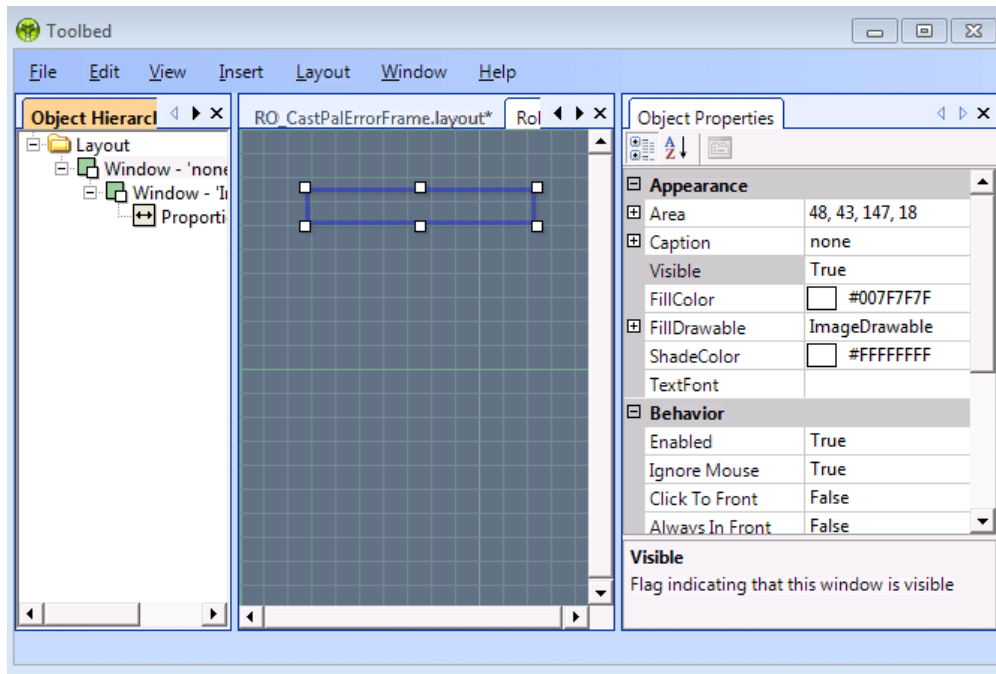 Toolbed
File Edit View Insert Layout Window Help
Object Hierarcl
Layout
Window - 'none
Window - 'I
Properti
RO_CastPalErrorFrame.layout* Rol
Object Properties
Appearance
Area 48, 43, 147, 18
Caption none
Visible True
FillColor #007F7F7F
FillDrawable ImageDrawable
ShadeColor #FFFFFFFF
TextFont
Behavior
Enabled True
Ignore Mouse True
Click To Front False
Always In Front False
Visible
Flag indicating that this window is visible